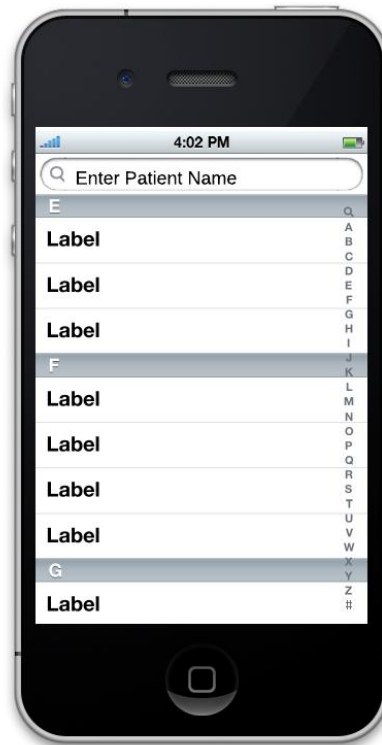 4:02 PM
Enter Patient Name
E
Label
Label
Label
F
Label
Label
Label
Label
G
Label
A
B
C
D
E
F
G
H
I
J
K
L
M
N
O
P
Q
R
S
T
U
V
W
X
Y
Z
#